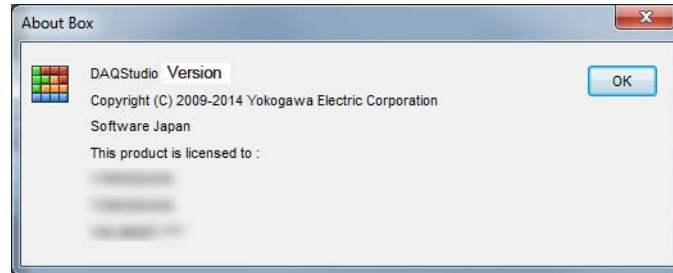 About Box
DAQStudio Version
OK
Copyright (C) 2009-2014 Yokogawa Electric Corporation
Software Japan
This product is licensed to :